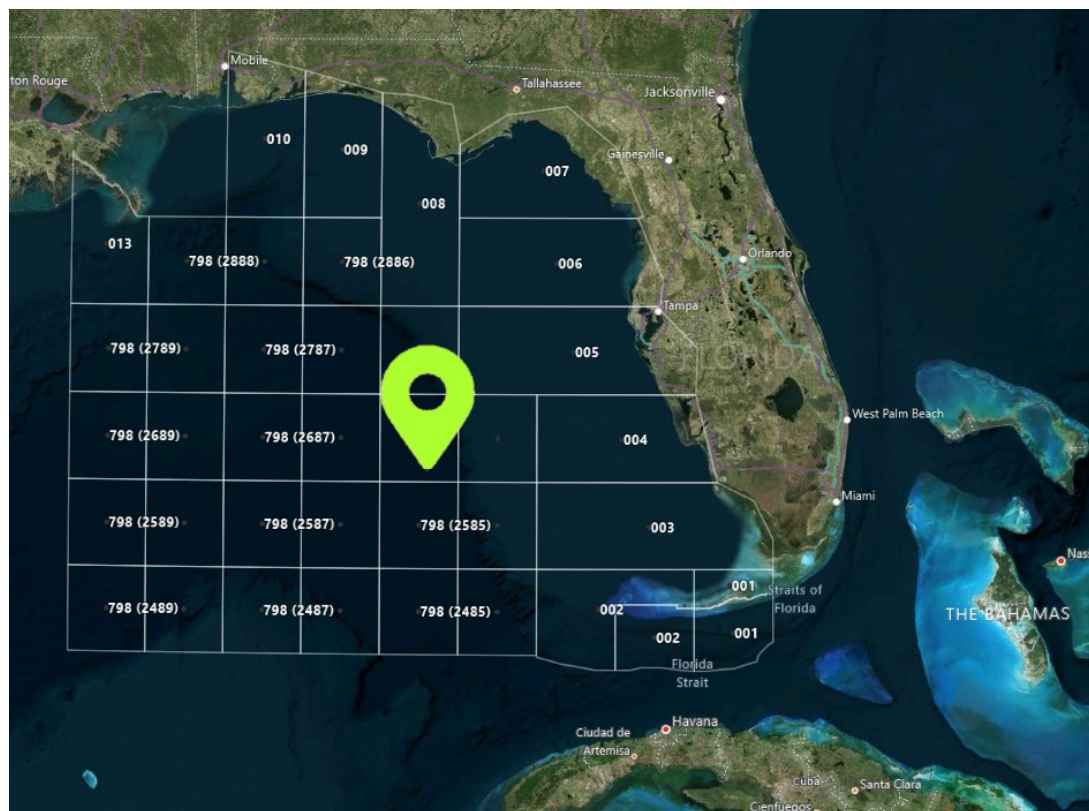 Mobile
ton Rouge
Tallahassee
Jacksonville
010
009
Gainesville
007
008
013
798 (2888)
798 (2886)
006
Orlando
Tampa
798 (2789)
798 (2787)
005
FLORIDA
West Palm Beach
798 (2689)
798 (2687)
004
Miami
798 (2589)
798 (2587)
798 (2585)
003
Nass
001
Straits of
Florida
798 (2489)
798 (2487)
798 (2485)
002
THE BAHAMAS
002
001
Florida
Strait
Havana
Ciudad de
Artemisa
Cuba
Santa Clara
Cienfuegos